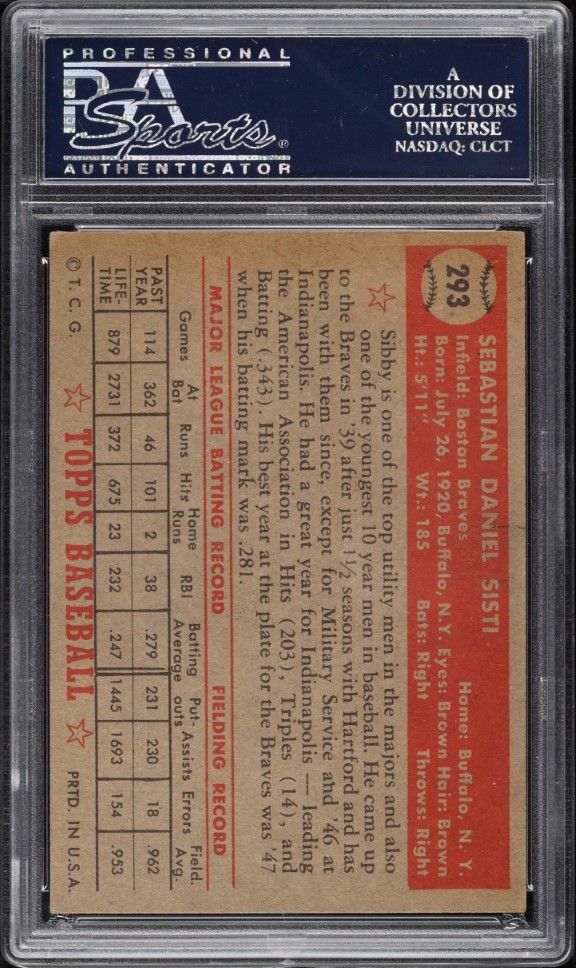 PROFESSIONAL
PSA
Sports®
AUTHENTICATOR
A
DIVISION OF
COLLECTORS
UNIVERSE
NASDAQ: CLCT
293
SEBASTIAN DANIEL SISTI
Infield: Boston Braves Home: Buffalo, N. Y.
Born: July 26, 1920, Buffalo, N.Y. Eyes: Brown Hair: Brown
Ht.: 5'11" Wt.: 185 Bats: Right Throws: Right
Sibby is one of the top utility men in the majors and also
one of the youngest 10 year men in baseball. He came up
to the Braves in '39 after just 1½ seasons with Hartford and has
been with them since, except for Military Service and '46 at
Indianapolis. He had a great year for Indianapolis — leading
the American Association in Hits (203), Triples (14), and
Batting (.343). His best year at the plate for the Braves was '47
when his batting mark was .281.
MAJOR LEAGUE BATTING RECORD FIELDING RECORD
Games At Bat Runs Hits Home Runs RBI Batting Average Put-outs Assists Errors Field. Avg.
PAST YEAR 114 362 46 101 2 38 .279 231 230 18 .962
LIFE-TIME 879 2731 372 675 23 232 .247 1445 1693 154 .953
© T. C. G. ☆ TOPPS BASEBALL ☆ PRTD. IN U.S.A.